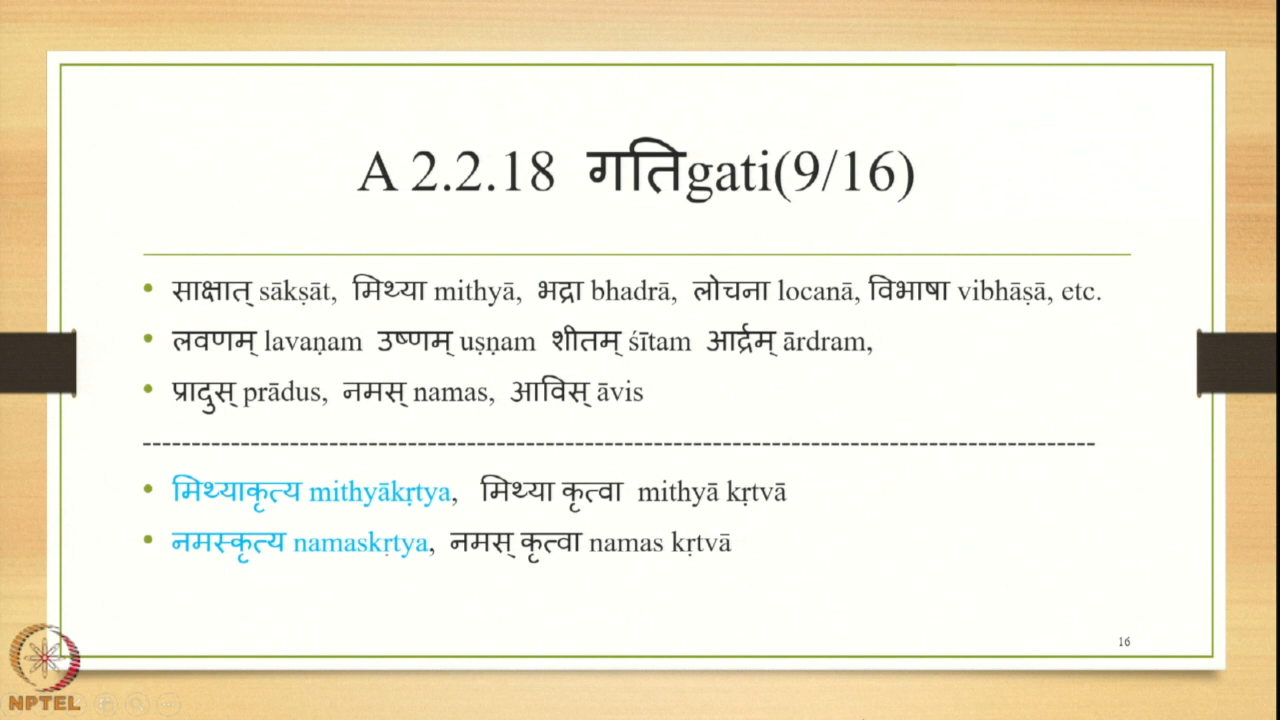 A 2.2.18 गतिgati(9/16)
• साक्षात् sākṣāt, मिथ्या mithyā, भद्रा bhadrā, लोचना locanā, विभाषा vibhāṣā, etc.
• लवणम् lavaṇam उष्णम् uṣṇam शीतम् śītam आर्द्रम् ārdram,
• प्रादुस् prādus, नमस् namas, आविस् āvis
-----------------------------------------------------------------------------------------------
• मिथ्याकृत्य mithyākṛtya, मिथ्या कृत्वा mithyā kṛtvā
• नमस्कृत्य namaskṛtya, नमस् कृत्वा namas kṛtvā
16
NPTEL